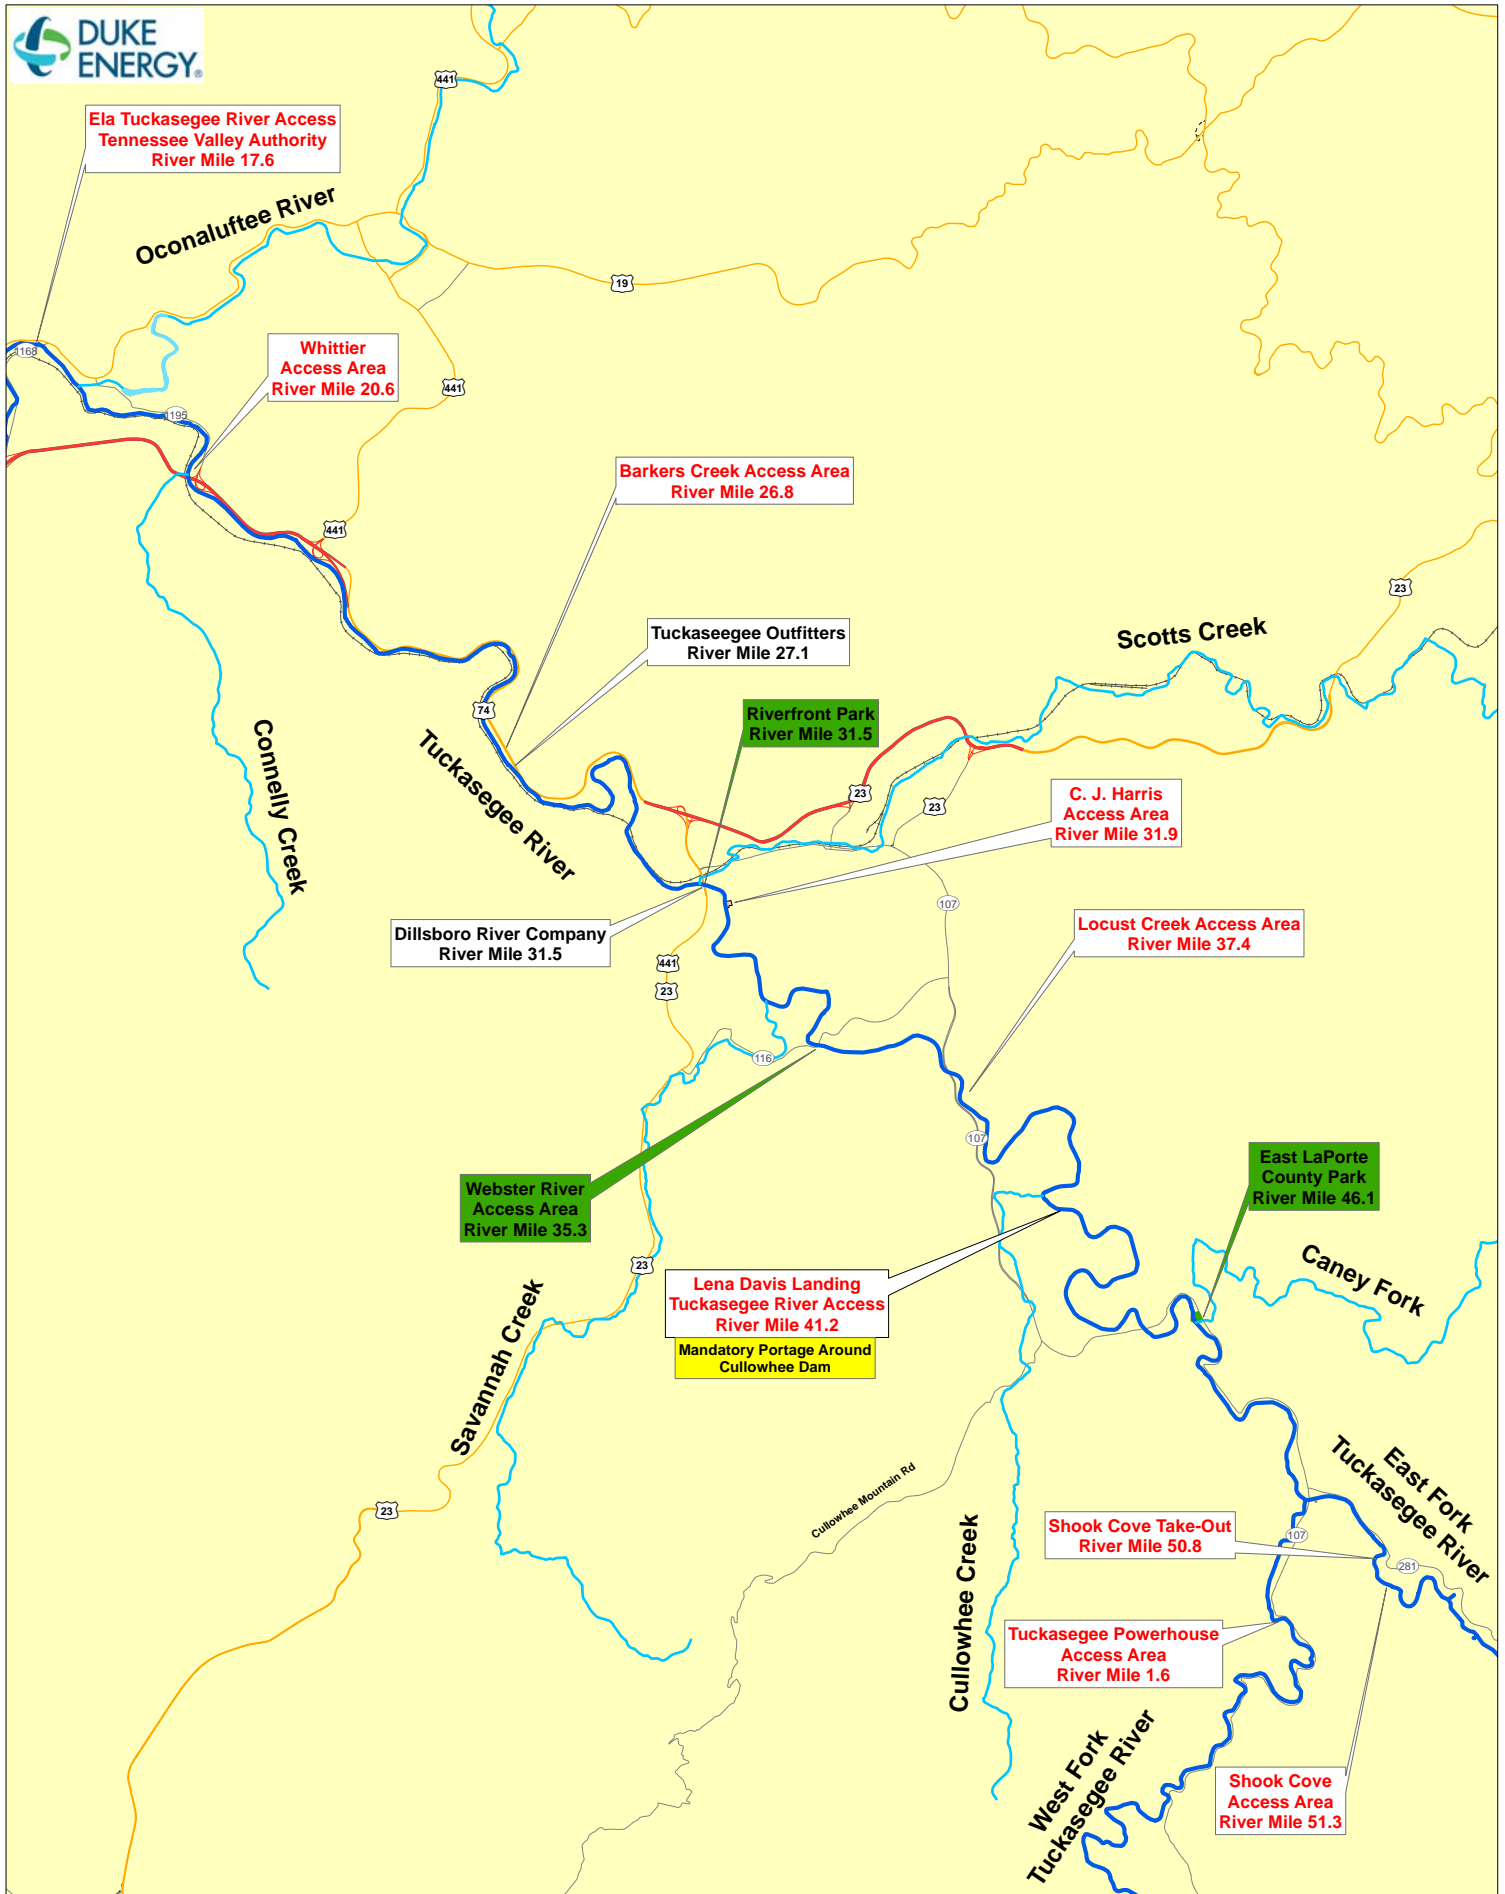 DUKE
ENERGY®
441
Ela Tuckasegee River Access
Tennessee Valley Authority
River Mile 17.6
Oconaluftee River
19
1168
Whittier
Access Area
River Mile 20.6
441
1195
Barkers Creek Access Area
River Mile 26.8
441
23
Tuckaseegee Outfitters
River Mile 27.1
Scotts Creek
74
Riverfront Park
River Mile 31.5
Connelly Creek
Tuckasegee River
23
23
C. J. Harris
Access Area
River Mile 31.9
107
Dillsboro River Company
River Mile 31.5
Locust Creek Access Area
River Mile 37.4
441
23
116
107
Webster River
Access Area
River Mile 35.3
East LaPorte
County Park
River Mile 46.1
23
Lena Davis Landing
Tuckasegee River Access
River Mile 41.2
Mandatory Portage Around
Cullowhee Dam
Caney Fork
Savannah Creek
Cullowhee Mountain Rd
23
East Fork
Tuckasegee River
Shook Cove Take-Out
River Mile 50.8
107
281
Cullowhee Creek
Tuckasegee Powerhouse
Access Area
River Mile 1.6
West Fork
Tuckasegee River
Shook Cove
Access Area
River Mile 51.3